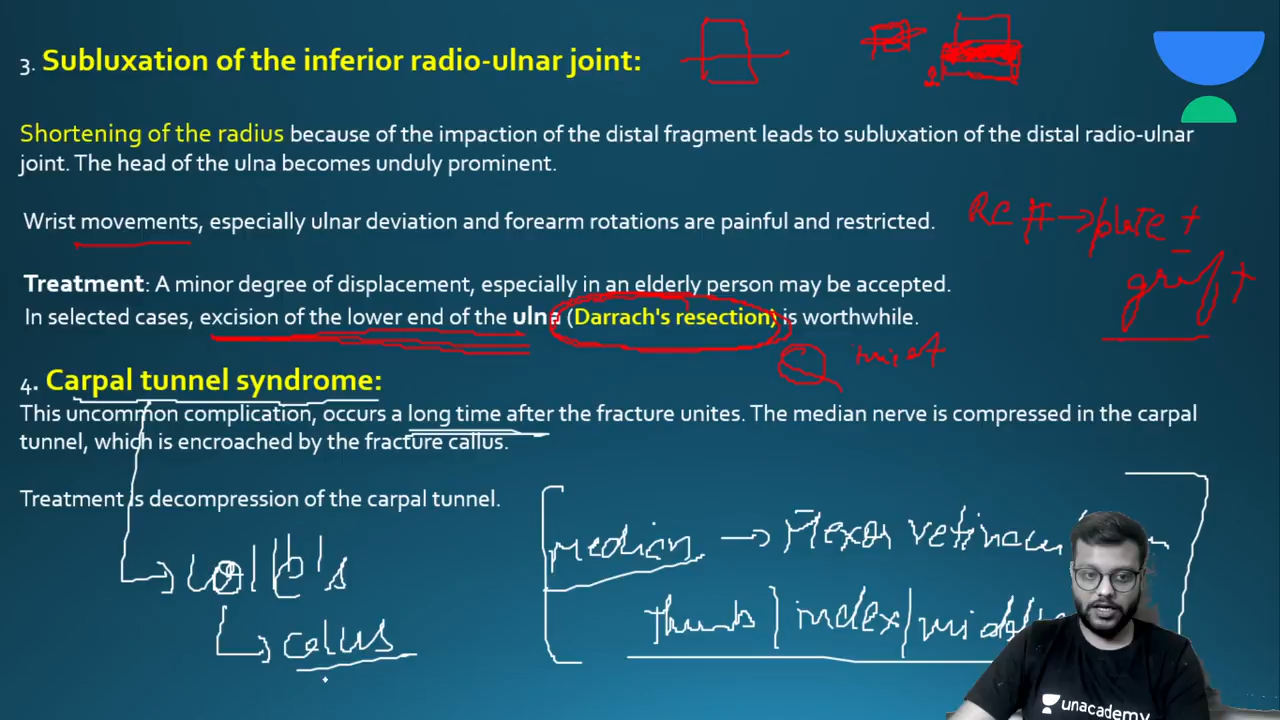 3. Subluxation of the inferior radio-ulnar joint:
Shortening of the radius because of the impaction of the distal fragment leads to subluxation of the distal radio-ulnar
joint. The head of the ulna becomes unduly prominent.
Wrist movements, especially ulnar deviation and forearm rotations are painful and restricted.
Re # → plate +
graft
Treatment: A minor degree of displacement, especially in an elderly person may be accepted.
In selected cases, excision of the lower end of the ulna (Darrach's resection) is worthwhile.
4. Carpal tunnel syndrome:
This uncommon complication, occurs a long time after the fracture unites. The median nerve is compressed in the carpal
tunnel, which is encroached by the fracture callus.
Treatment is decompression of the carpal tunnel.
median → flexor
thumb / index /
callus
unacademy